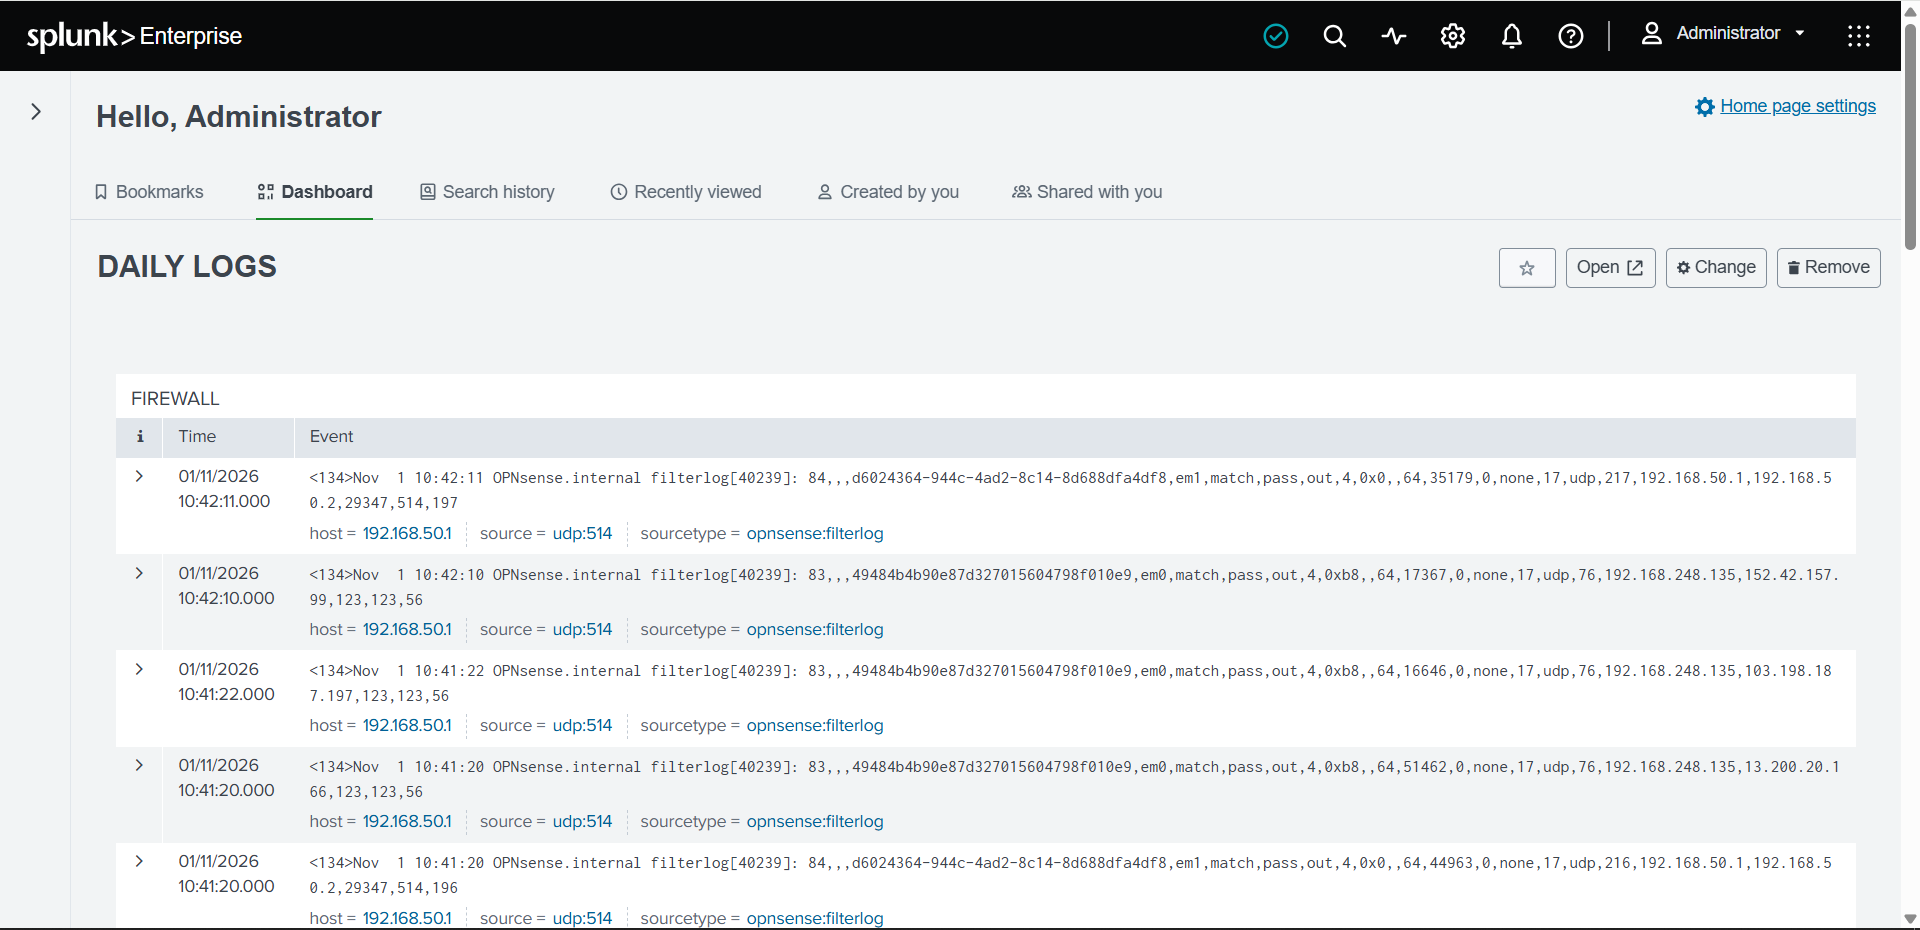 splunk>Enterprise
Administrator
Hello, Administrator
Home page settings
Bookmarks
Dashboard
Search history
Recently viewed
Created by you
Shared with you
DAILY LOGS
Open
Change
Remove
FIREWALL
i Time Event
01/11/2026
10:42:11.000
<134>Nov  1 10:42:11 OPNsense.internal filterlog[40239]: 84,,,d6024364-944c-4ad2-8c14-8d688dfa4df8,em1,match,pass,out,4,0x0,,64,35179,0,none,17,udp,217,192.168.50.1,192.168.5
0.2,29347,514,197
host = 192.168.50.1 source = udp:514 sourcetype = opnsense:filterlog
01/11/2026
10:42:10.000
<134>Nov  1 10:42:10 OPNsense.internal filterlog[40239]: 83,,,49484b4b90e87d327015604798f010e9,em0,match,pass,out,4,0xb8,,64,17367,0,none,17,udp,76,192.168.248.135,152.42.157.
99,123,123,56
host = 192.168.50.1 source = udp:514 sourcetype = opnsense:filterlog
01/11/2026
10:41:22.000
<134>Nov  1 10:41:22 OPNsense.internal filterlog[40239]: 83,,,49484b4b90e87d327015604798f010e9,em0,match,pass,out,4,0xb8,,64,16646,0,none,17,udp,76,192.168.248.135,103.198.18
7.197,123,123,56
host = 192.168.50.1 source = udp:514 sourcetype = opnsense:filterlog
01/11/2026
10:41:20.000
<134>Nov  1 10:41:20 OPNsense.internal filterlog[40239]: 83,,,49484b4b90e87d327015604798f010e9,em0,match,pass,out,4,0xb8,,64,51462,0,none,17,udp,76,192.168.248.135,13.200.20.1
66,123,123,56
host = 192.168.50.1 source = udp:514 sourcetype = opnsense:filterlog
01/11/2026
10:41:20.000
<134>Nov  1 10:41:20 OPNsense.internal filterlog[40239]: 84,,,d6024364-944c-4ad2-8c14-8d688dfa4df8,em1,match,pass,out,4,0x0,,64,44963,0,none,17,udp,216,192.168.50.1,192.168.5
0.2,29347,514,196
host = 192.168.50.1 source = udp:514 sourcetype = opnsense:filterlog